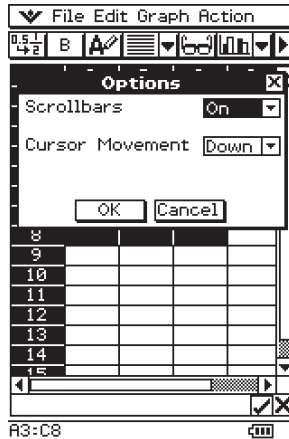 File Edit Graph Action
B A
Options
Scrollbars On
Cursor Movement Down
OK Cancel
8
9
10
11
12
13
14
15
A3:C8